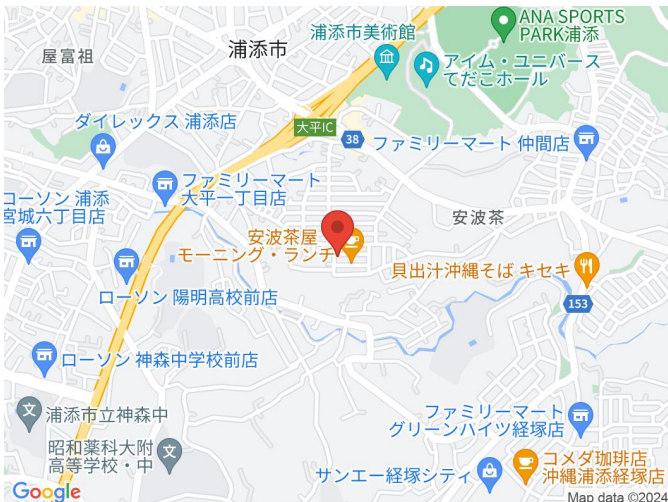 ANA SPORTS
PARK浦添
浦添市美術館
浦添市
屋富祖
アイム・ユニバース
てだこホール
ダイレックス 浦添店
大平IC
38
ファミリーマート 仲間店
ファミリーマート
大平一丁目店
ローソン 浦添
宮城六丁目店
安波茶
安波茶屋
モーニング・ランチ
貝出汁沖縄そば キセキ
ローソン 陽明高校前店
153
ローソン 神森中学校前店
浦添市立神森中
ファミリーマート
グリーンハイツ経塚店
昭和薬科大附
高等学校・中
コメダ珈琲店
沖縄浦添経塚店
サンエー経塚シティ
Google
Map data ©2024